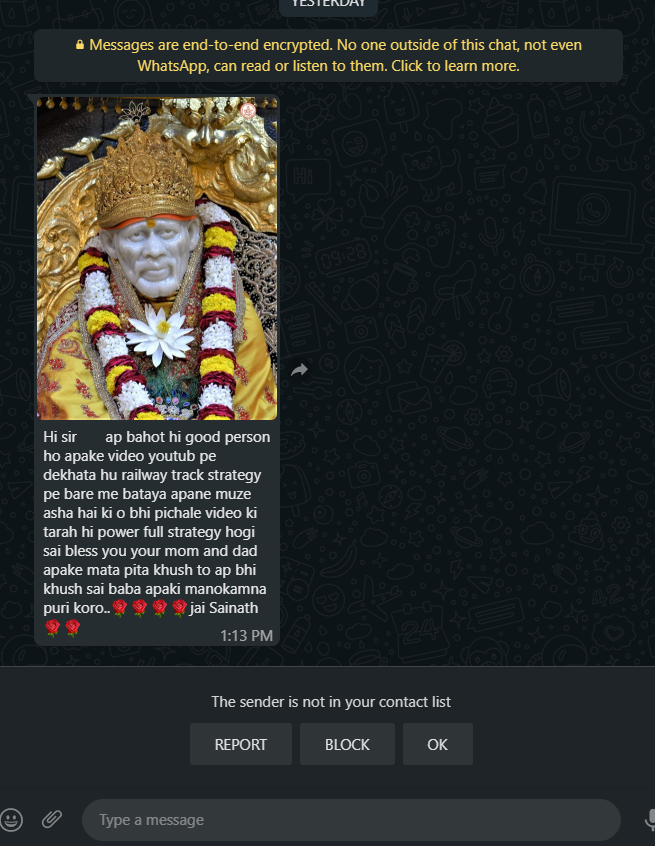 YESTERDAY
Messages are end-to-end encrypted. No one outside of this chat, not even
WhatsApp, can read or listen to them. Click to learn more.
Hi sir ap bahot hi good person
ho apake video youtub pe
dekhata hu railway track strategy
pe bare me bataya apane muze
asha hai ki o bhi pichale video ki
tarah hi power full strategy hogi
sai bless you your mom and dad
apake mata pita khush to ap bhi
khush sai baba apaki manokamna
puri koro..🌹🌹🌹🌹jai Sainath
🌹🌹
1:13 PM
The sender is not in your contact list
REPORT BLOCK OK
Type a message